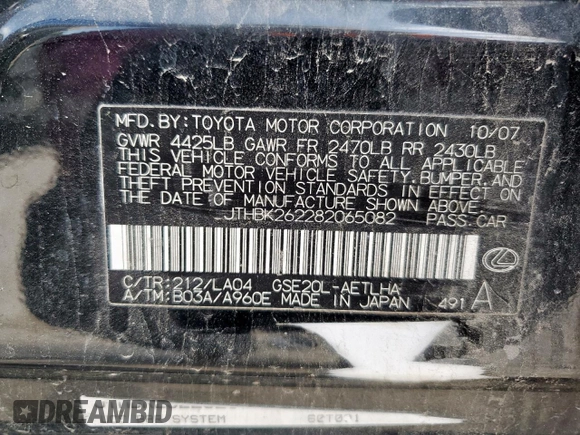 MFD. BY: TOYOTA MOTOR CORPORATION 10/07
GVWR 4425LB GAWR FR 2470LB RR 2430LB
THIS VEHICLE CONFORMS TO ALL APPLICABLE
FEDERAL MOTOR VEHICLE SAFETY, BUMPER, AND
THEFT PREVENTION STANDARDS IN EFFECT ON
THE DATE OF MANUFACTURE SHOWN ABOVE.
JTHBK262282065082 PASS.CAR
C/TR: 212/LA04 GSE20L-AETLHA
A/TM: B03A/A960E MADE IN JAPAN 491 A
SYSTEM
DREAMBID